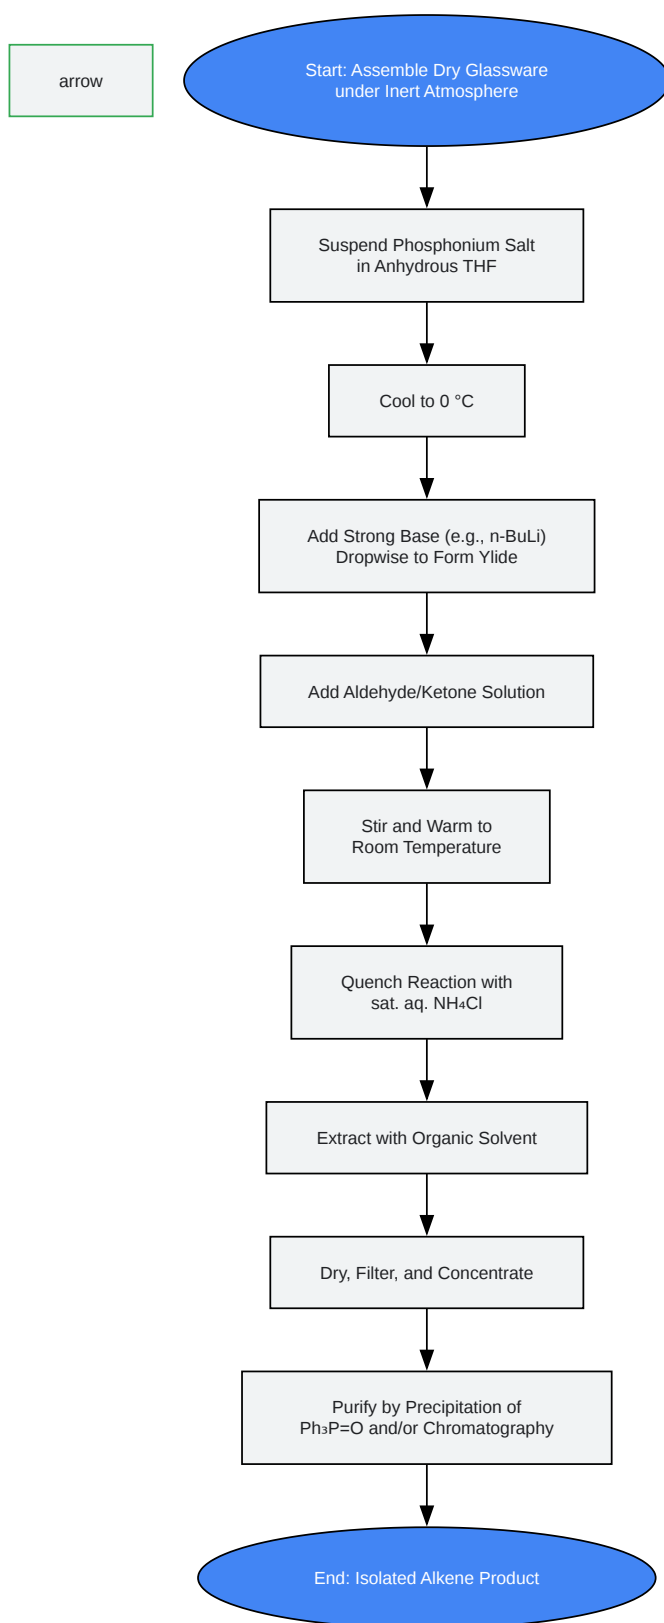 arrow
Start: Assemble Dry Glassware
under Inert Atmosphere
Suspend Phosphonium Salt
in Anhydrous THF
Cool to 0 °C
Add Strong Base (e.g., n-BuLi)
Dropwise to Form Ylide
Add Aldehyde/Ketone Solution
Stir and Warm to
Room Temperature
Quench Reaction with
sat. aq. NH₄Cl
Extract with Organic Solvent
Dry, Filter, and Concentrate
Purify by Precipitation of
Ph₃P=O and/or Chromatography
End: Isolated Alkene Product